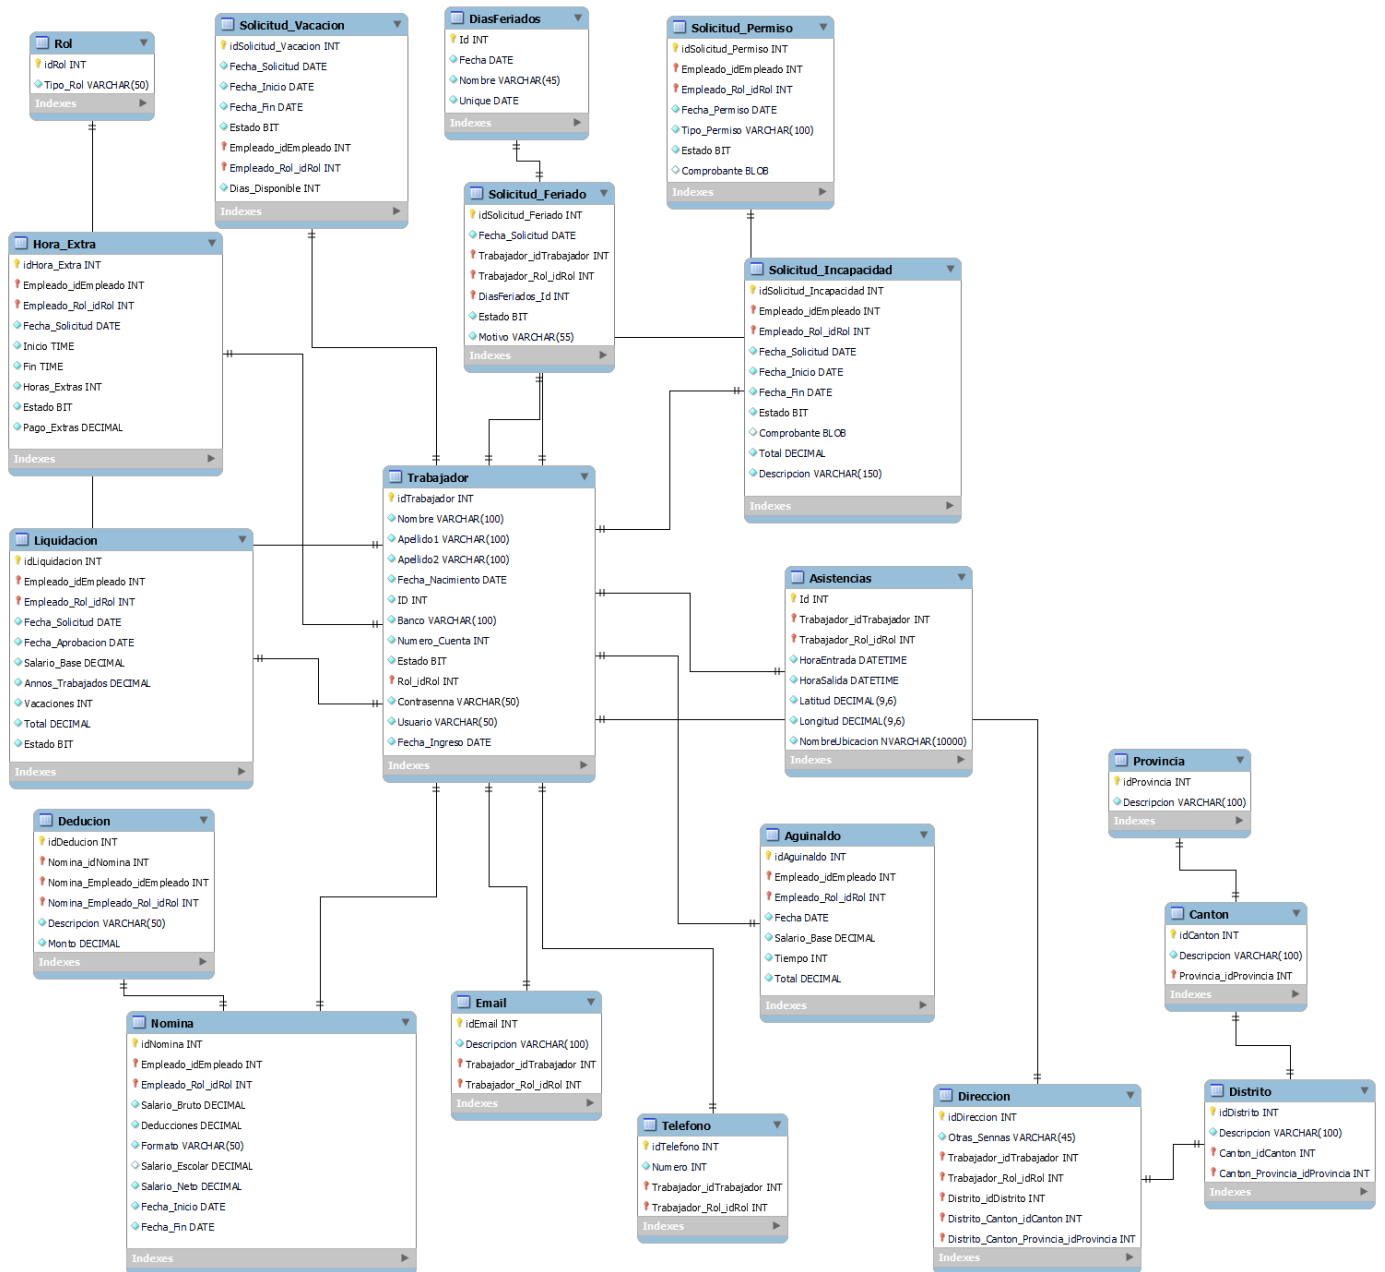 Rol
idRol INT
Tipo_Rol VARCHAR(50)
Indexes
Solicitud_Vacacion
idSolicitud_Vacacion INT
Fecha_Solicitud DATE
Fecha_Inicio DATE
Fecha_Fin DATE
Estado BIT
Empleado_idEmpleado INT
Empleado_Rol_idRol INT
Dias_Disponible INT
Indexes
DiasFeriados
Id INT
Fecha DATE
Nombre VARCHAR(45)
Unique DATE
Indexes
Solicitud_Permiso
idSolicitud_Permiso INT
Empleado_idEmpleado INT
Empleado_Rol_idRol INT
Fecha_Permiso DATE
Tipo_Permiso VARCHAR(100)
Estado BIT
Comprobante BLOB
Indexes
Hora_Extra
idHora_Extra INT
Empleado_idEmpleado INT
Empleado_Rol_idRol INT
Fecha_Solicitud DATE
Inicio TIME
Fin TIME
Horas_Extras INT
Estado BIT
Pago_Extras DECIMAL
Indexes
Solicitud_Feriado
idSolicitud_Feriado INT
Fecha_Solicitud DATE
Trabajador_idTrabajador INT
Trabajador_Rol_idRol INT
DiasFeriados_Id INT
Estado BIT
Motivo VARCHAR(55)
Indexes
Solicitud_Incapacidad
idSolicitud_Incapacidad INT
Empleado_idEmpleado INT
Empleado_Rol_idRol INT
Fecha_Solicitud DATE
Fecha_Inicio DATE
Fecha_Fin DATE
Estado BIT
Comprobante BLOB
Total DECIMAL
Descripcion VARCHAR(150)
Indexes
Trabajador
idTrabajador INT
Nombre VARCHAR(100)
Apellido1 VARCHAR(100)
Apellido2 VARCHAR(100)
Fecha_Nacimiento DATE
ID INT
Banco VARCHAR(100)
Numero_Cuenta INT
Estado BIT
Rol_idRol INT
Contrasenna VARCHAR(50)
Usuario VARCHAR(50)
Fecha_Ingreso DATE
Indexes
Liquidacion
idLiquidacion INT
Empleado_idEmpleado INT
Empleado_Rol_idRol INT
Fecha_Solicitud DATE
Fecha_Aprobacion DATE
Salario_Base DECIMAL
Annos_Trabajados DECIMAL
Vacaciones INT
Total DECIMAL
Estado BIT
Indexes
Asistencias
Id INT
Trabajador_idTrabajador INT
Trabajador_Rol_idRol INT
HoraEntrada DATETIME
HoraSalida DATETIME
Latitud DECIMAL(9,6)
Longitud DECIMAL(9,6)
NombreUbicacion NVARCHAR(10000)
Indexes
Provincia
idProvincia INT
Descripcion VARCHAR(100)
Indexes
Deducion
idDeducion INT
Nomina_idNomina INT
Nomina_Empleado_idEmpleado INT
Nomina_Empleado_Rol_idRol INT
Descripcion VARCHAR(50)
Monto DECIMAL
Indexes
Aguinaldo
idAguinaldo INT
Empleado_idEmpleado INT
Empleado_Rol_idRol INT
Fecha DATE
Salario_Base DECIMAL
Tiempo INT
Total DECIMAL
Indexes
Canton
idCanton INT
Descripcion VARCHAR(100)
Provincia_idProvincia INT
Indexes
Nomina
idNomina INT
Empleado_idEmpleado INT
Empleado_Rol_idRol INT
Salario_Bruto DECIMAL
Deducciones DECIMAL
Formato VARCHAR(50)
Salario_Escolar DECIMAL
Salario_Neto DECIMAL
Fecha_Inicio DATE
Fecha_Fin DATE
Indexes
Email
idEmail INT
Descripcion VARCHAR(100)
Trabajador_idTrabajador INT
Trabajador_Rol_idRol INT
Indexes
Telefono
idTelefono INT
Numero INT
Trabajador_idTrabajador INT
Trabajador_Rol_idRol INT
Indexes
Direccion
idDireccion INT
Otras_Sennas VARCHAR(45)
Trabajador_idTrabajador INT
Trabajador_Rol_idRol INT
Distrito_idDistrito INT
Distrito_Canton_idCanton INT
Distrito_Canton_Provincia_idProvincia INT
Indexes
Distrito
idDistrito INT
Descripcion VARCHAR(100)
Canton_idCanton INT
Canton_Provincia_idProvincia INT
Indexes